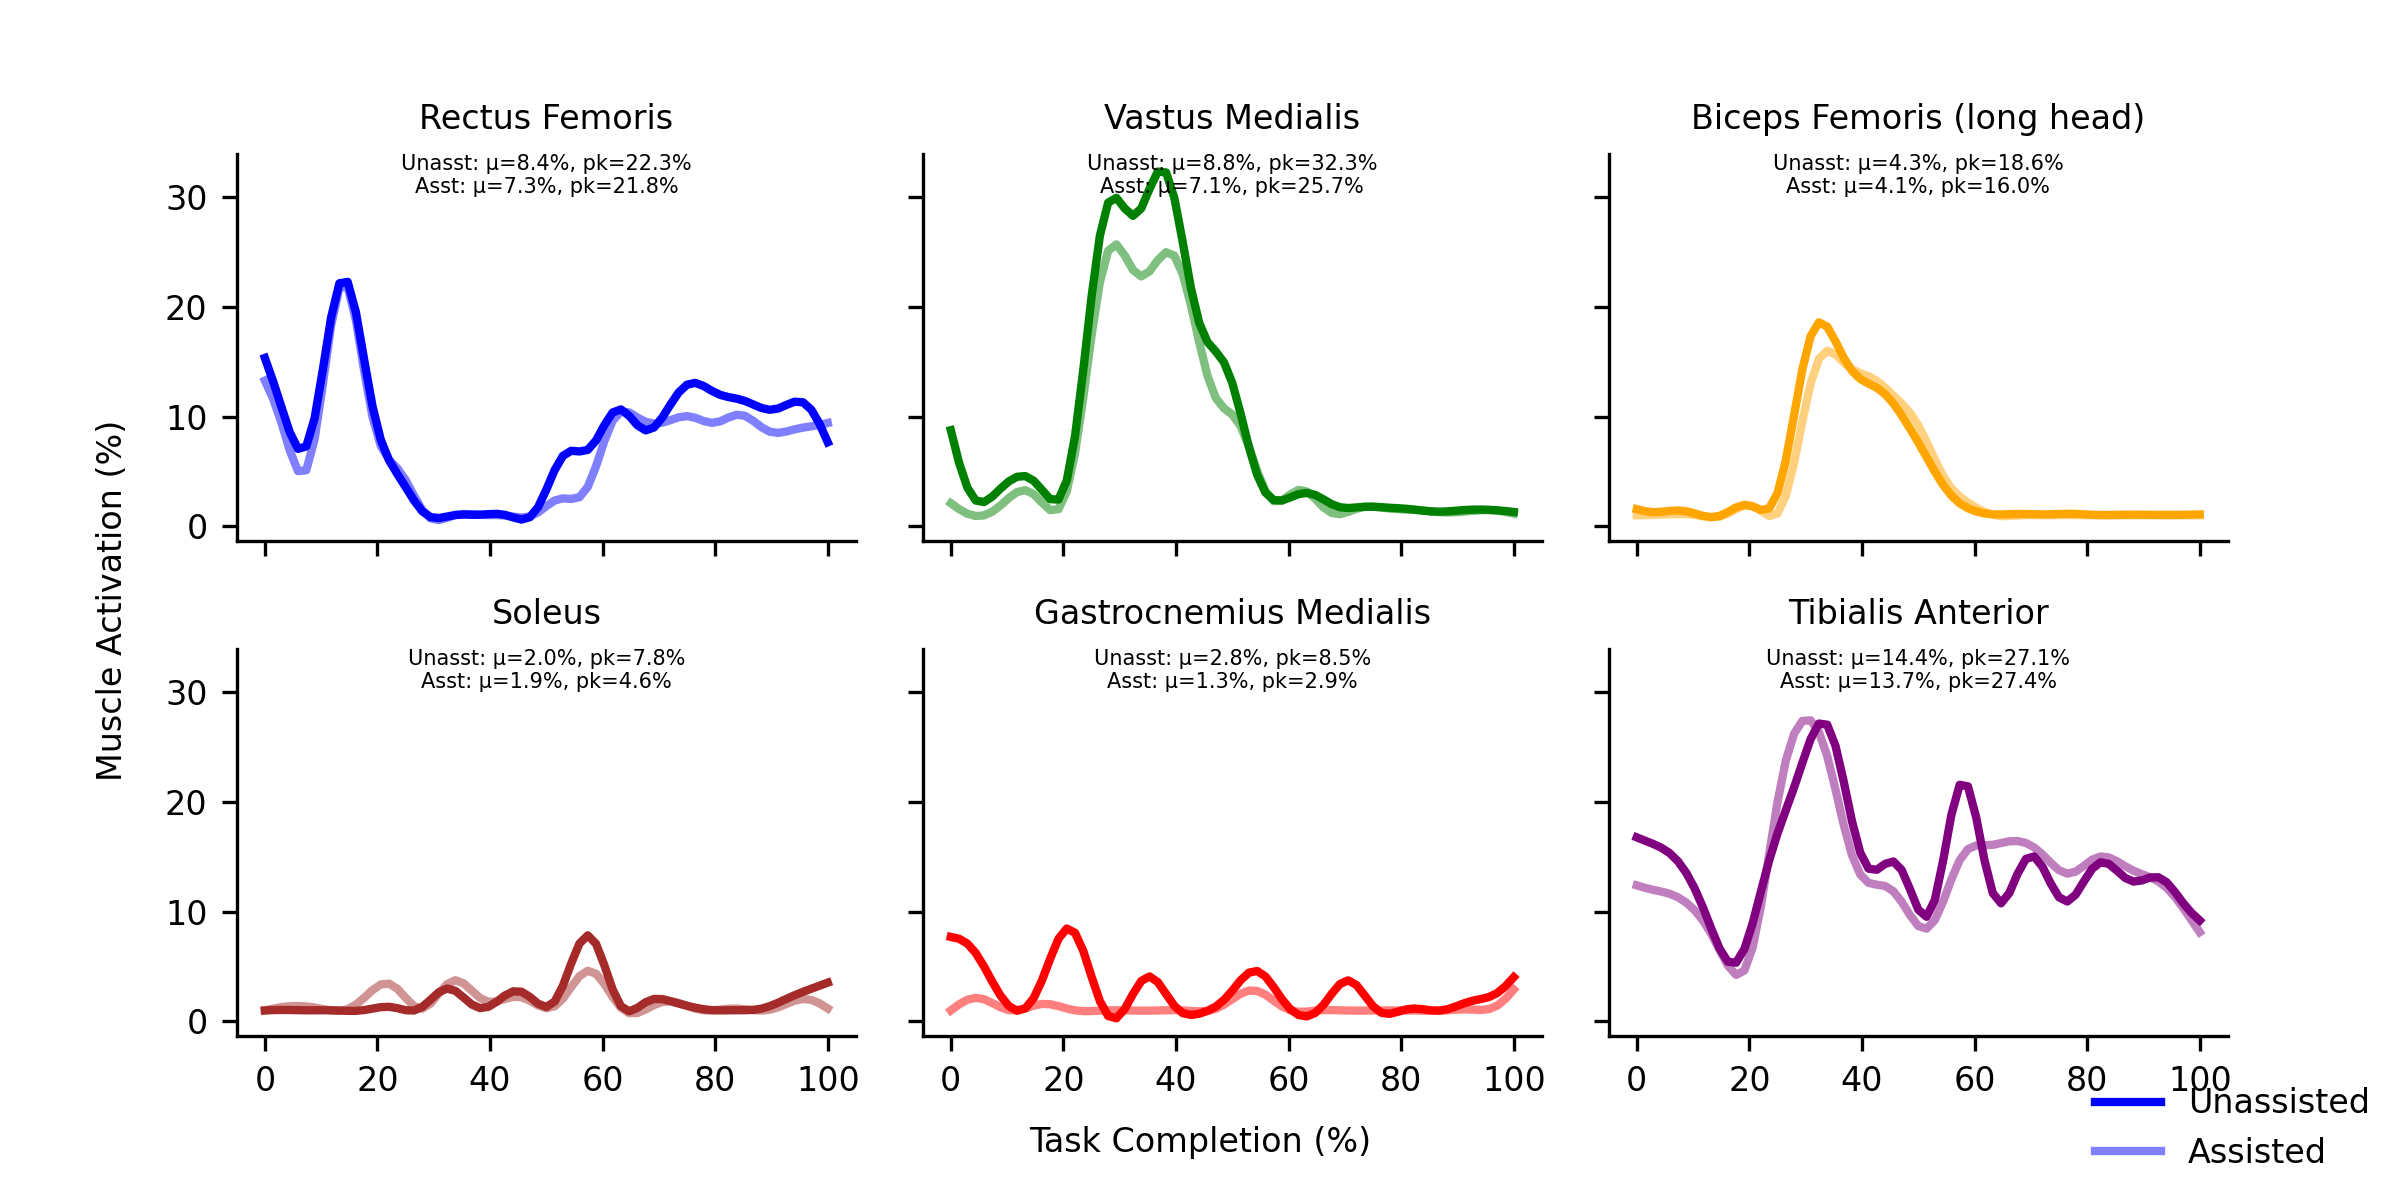 Rectus Femoris
Unasst: μ=8.4%, pk=22.3%
Asst: μ=7.3%, pk=21.8%
Vastus Medialis
Unasst: μ=8.8%, pk=32.3%
Asst: μ=7.1%, pk=25.7%
Biceps Femoris (long head)
Unasst: μ=4.3%, pk=18.6%
Asst: μ=4.1%, pk=16.0%
30
20
10
0
Muscle Activation (%)
Soleus
Unasst: μ=2.0%, pk=7.8%
Asst: μ=1.9%, pk=4.6%
Gastrocnemius Medialis
Unasst: μ=2.8%, pk=8.5%
Asst: μ=1.3%, pk=2.9%
Tibialis Anterior
Unasst: μ=14.4%, pk=27.1%
Asst: μ=13.7%, pk=27.4%
30
20
10
0
0 20 40 60 80 100
0 20 40 60 80 100
0 20 40 60 80 100
Task Completion (%)
Unassisted
Assisted